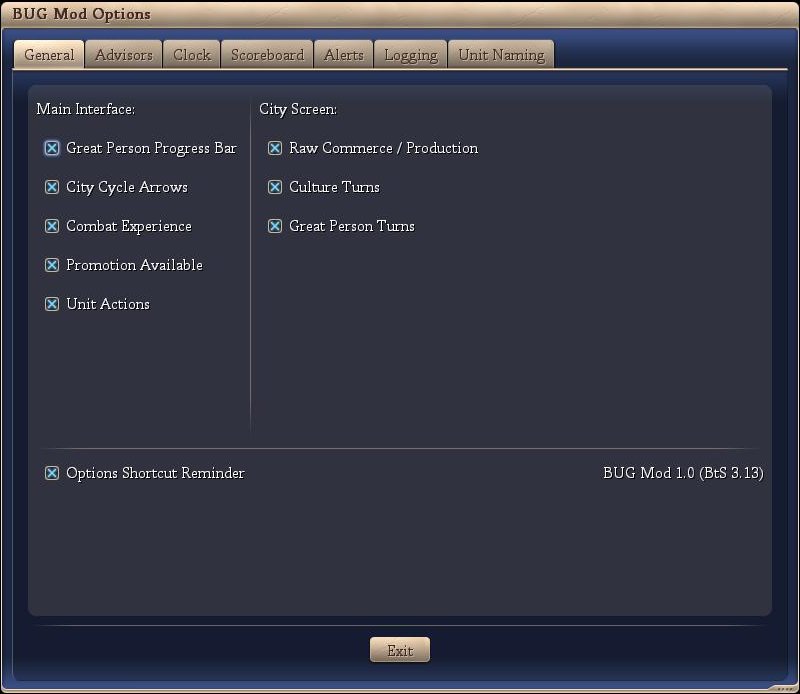 BUG Mod Options
General Advisors Clock Scoreboard Alerts Logging Unit Naming
Main Interface:
Great Person Progress Bar
City Cycle Arrows
Combat Experience
Promotion Available
Unit Actions
City Screen:
Raw Commerce / Production
Culture Turns
Great Person Turns
Options Shortcut Reminder
BUG Mod 1.0 (BtS 3.13)
Exit